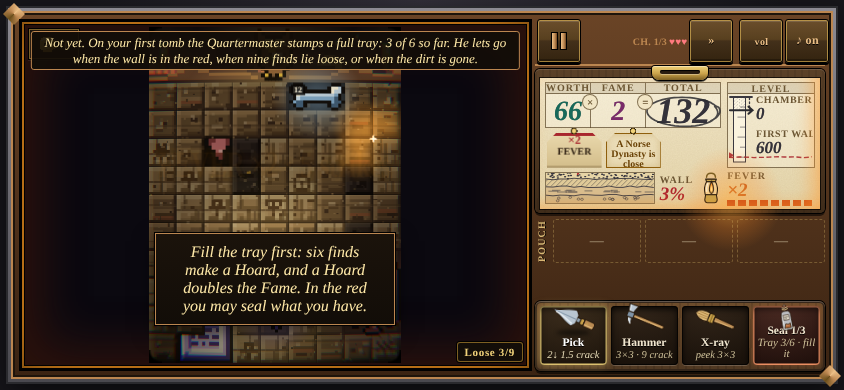 Not yet. On your first tomb the Quartermaster stamps a full tray: 3 of 6 so far. He lets go
when the wall is in the red, when nine finds lie loose, or when the dirt is gone.
12
Fill the tray first: six finds
make a Hoard, and a Hoard
doubles the Fame. In the red
you may seal what you have.
Loose 3/9
CH. 1/3 ♥♥♥
»
vol
♪ on
WORTH FAME TOTAL
66 × 2 = 132
×2
FEVER
A Norse
Dynasty is
close
LEVEL
CHAMBER
0
FIRST WAL
600
WALL
3%
FEVER
×2
POUCH
— — —
Pick
2↓ 1.5 crack
Hammer
3×3 · 9 crack
X-ray
peek 3×3
Seal 1/3
Tray 3/6 · fill
it